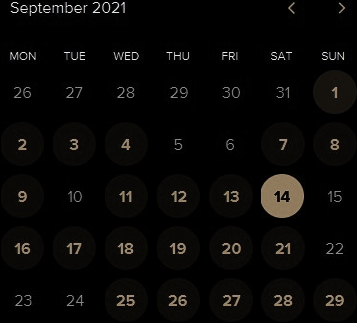 September 2021 < >
MON TUE WED THU FRI SAT SUN
26 27 28 29 30 31 1
2 3 4 5 6 7 8
9 10 11 12 13 14 15
16 17 18 19 20 21 22
23 24 25 26 27 28 29